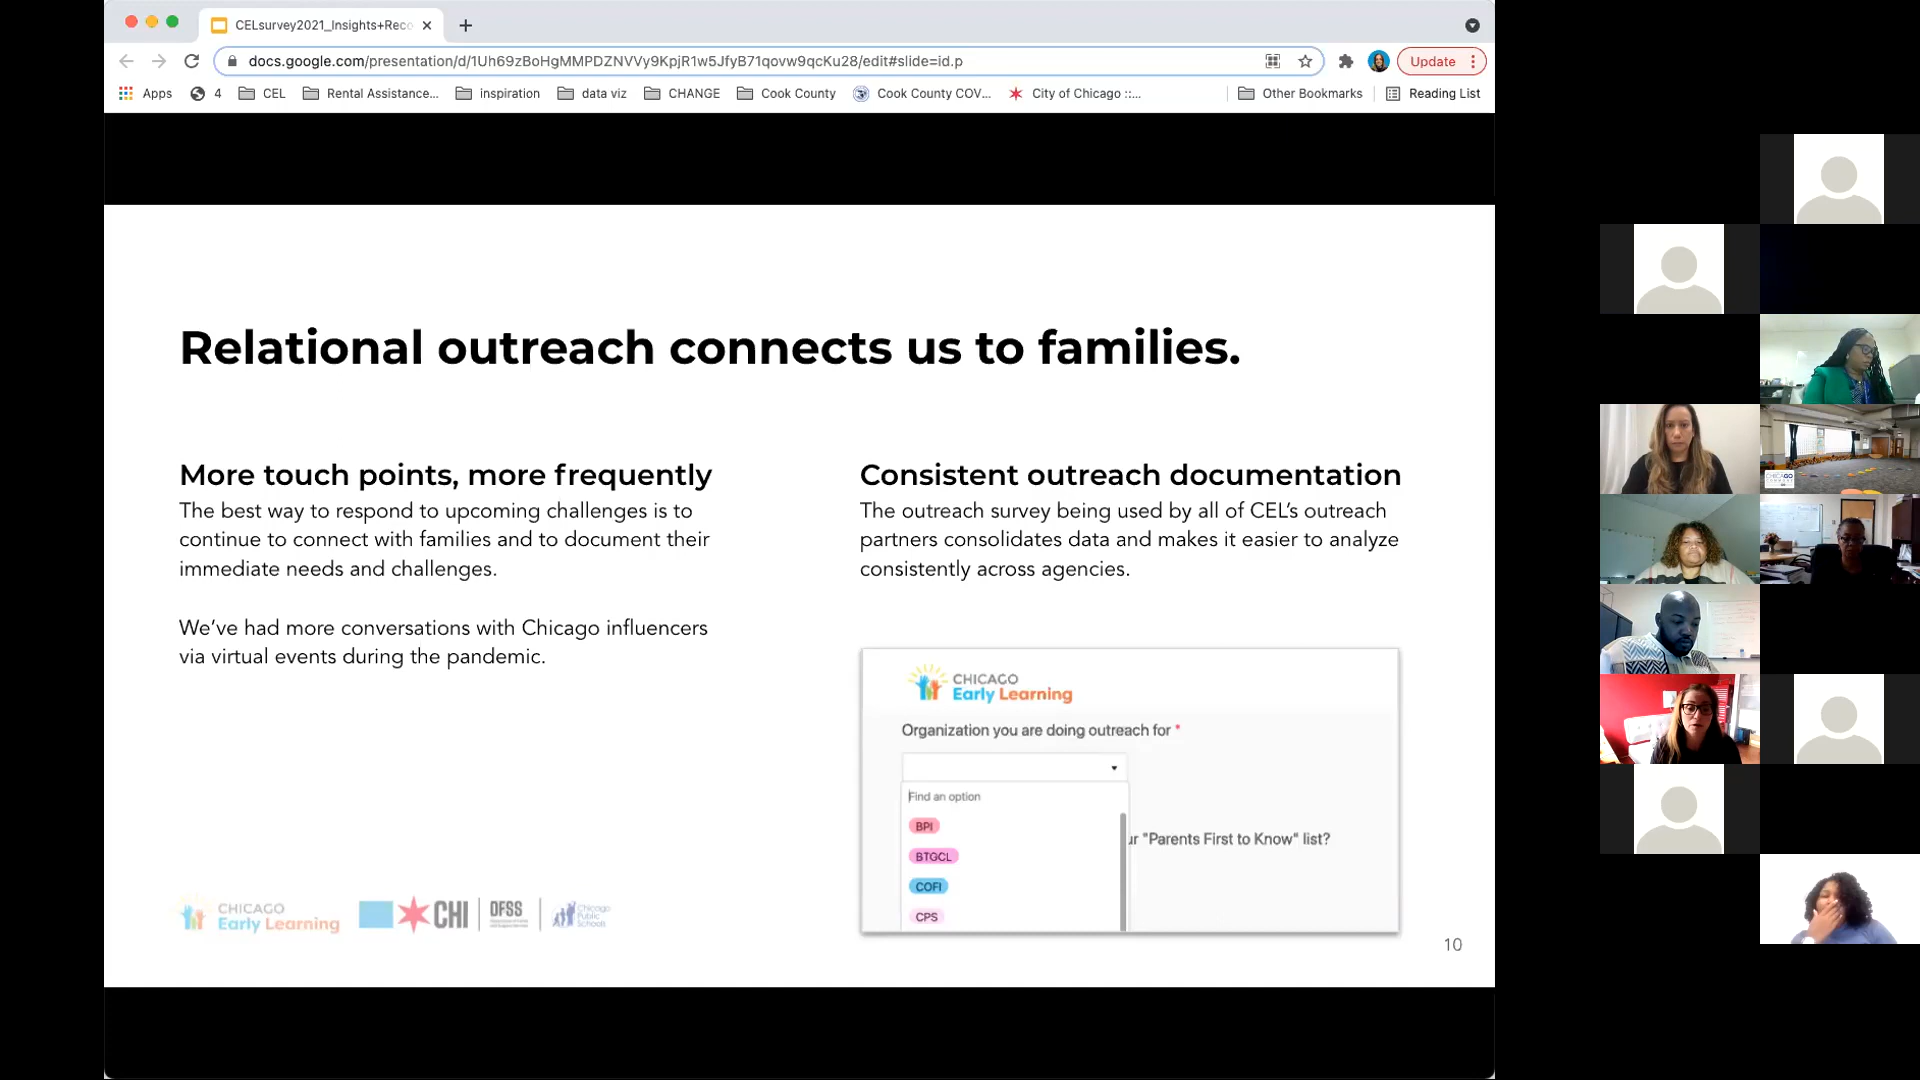 CELsurvey2021_Insights+Reco
docs.google.com/presentation/d/1Uh69zBoHgMMPDZNVVy9KpjR1w5JfyB71qovw9qcKu28/edit#slide=id.p
Update
Apps
4
CEL
Rental Assistance...
inspiration
data viz
CHANGE
Cook County
Cook County COV...
City of Chicago ::...
Other Bookmarks
Reading List
Relational outreach connects us to families.
More touch points, more frequently
The best way to respond to upcoming challenges is to
continue to connect with families and to document their
immediate needs and challenges.
We've had more conversations with Chicago influencers
via virtual events during the pandemic.
Consistent outreach documentation
The outreach survey being used by all of CEL's outreach
partners consolidates data and makes it easier to analyze
consistently across agencies.
CHICAGO
Early Learning
Organization you are doing outreach for *
Find an option
BPI
BTGCL
COFI
CPS
ur "Parents First to Know" list?
CHICAGO
Early Learning
CHI
DFSS
Chicago
Public
Schools
10